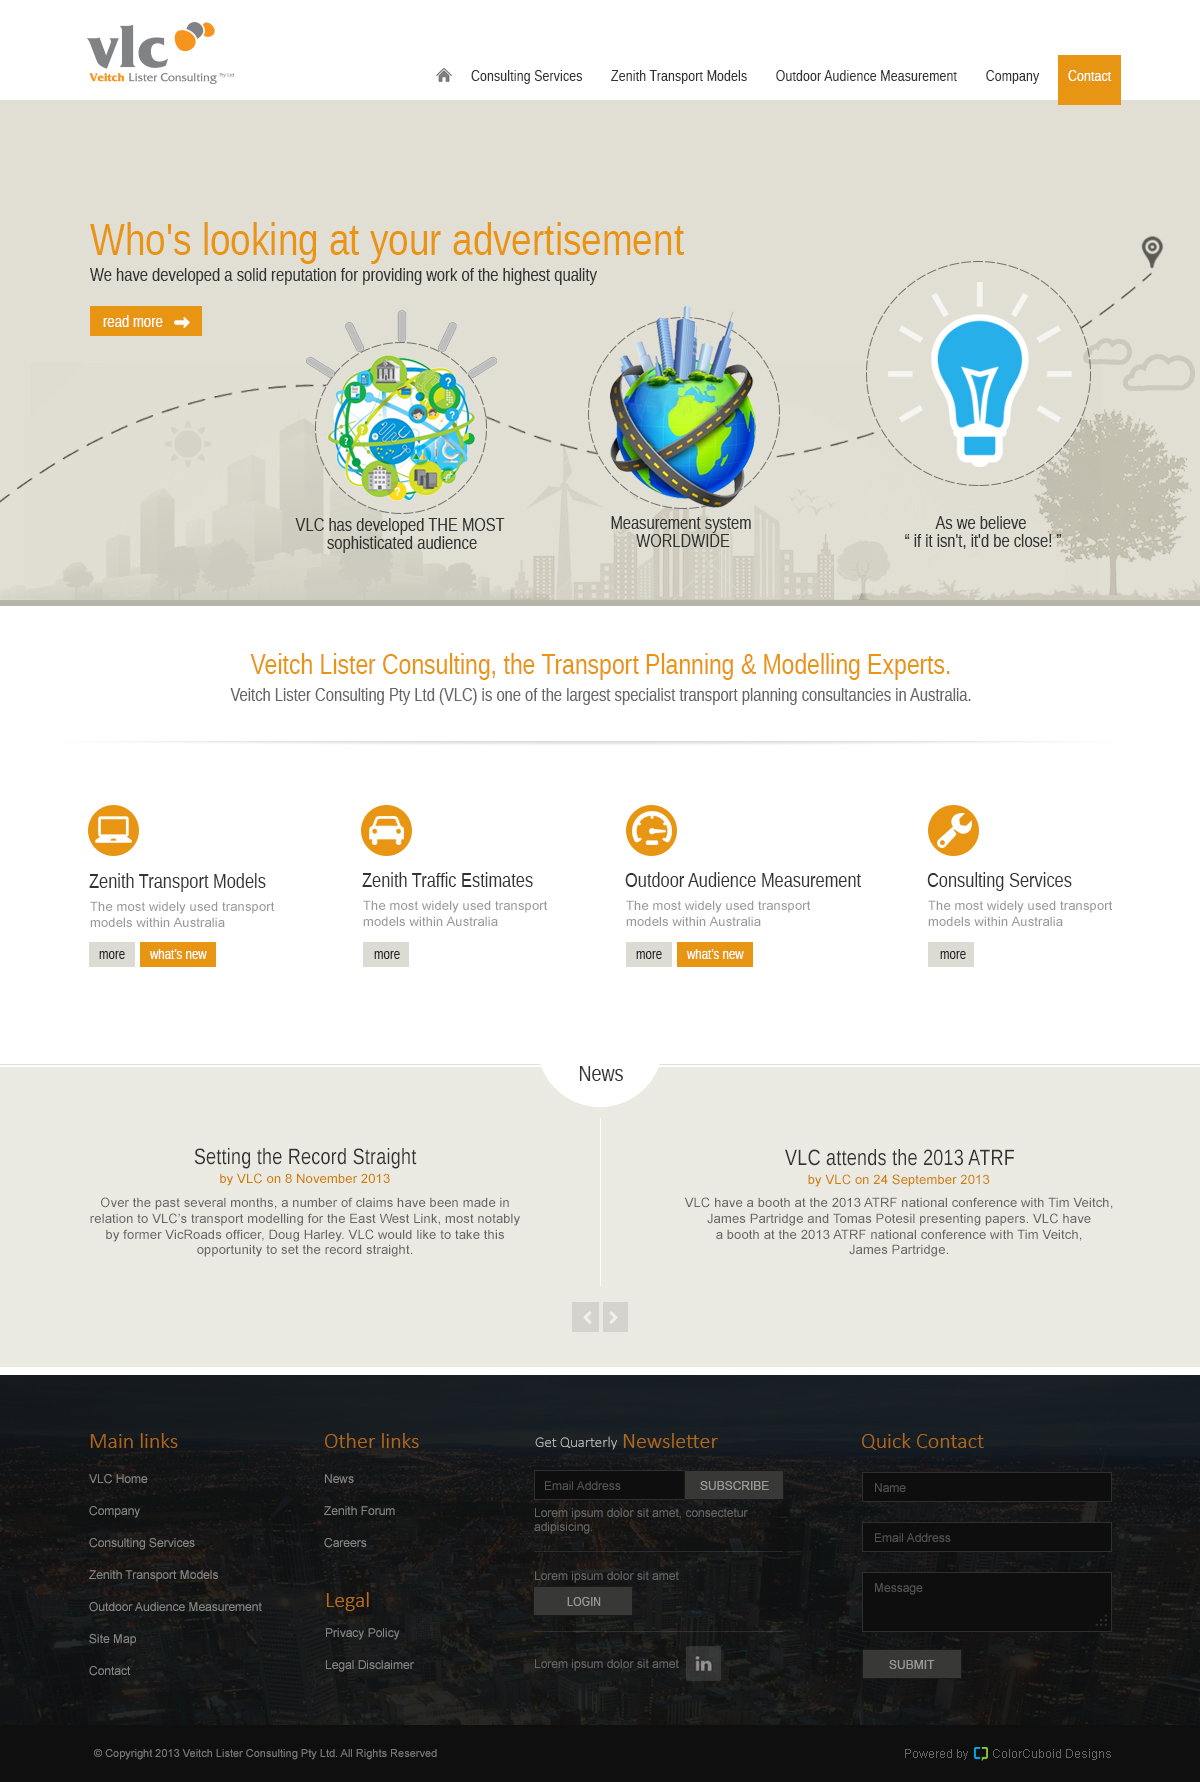 vlc
Veitch Lister Consulting Pty Ltd
Consulting Services
Zenith Transport Models
Outdoor Audience Measurement
Company
Contact
Who's looking at your advertisement
We have developed a solid reputation for providing work of the highest quality
read more
VLC has developed THE MOST
sophisticated audience
Measurement system
WORLDWIDE
As we believe
“ if it isn't, it'd be close! ”
Veitch Lister Consulting, the Transport Planning & Modelling Experts.
Veitch Lister Consulting Pty Ltd (VLC) is one of the largest specialist transport planning consultancies in Australia.
Zenith Transport Models
The most widely used transport
models within Australia
more
what's new
Zenith Traffic Estimates
The most widely used transport
models within Australia
more
Outdoor Audience Measurement
The most widely used transport
models within Australia
more
what's new
Consulting Services
The most widely used transport
models within Australia
more
News
Setting the Record Straight
by VLC on 8 November 2013
Over the past several months, a number of claims have been made in
relation to VLC's transport modelling for the East West Link, most notably
by former VicRoads officer, Doug Harley. VLC would like to take this
opportunity to set the record straight.
VLC attends the 2013 ATRF
by VLC on 24 September 2013
VLC have a booth at the 2013 ATRF national conference with Tim Veitch,
James Partridge and Tomas Potesil presenting papers. VLC have
a booth at the 2013 ATRF national conference with Tim Veitch,
James Partridge.
Main links
VLC Home
Company
Consulting Services
Zenith Transport Models
Outdoor Audience Measurement
Site Map
Contact
Other links
News
Zenith Forum
Careers
Legal
Privacy Policy
Legal Disclaimer
Get Quarterly Newsletter
Email Address
SUBSCRIBE
Lorem ipsum dolor sit amet, consectetur
adipisicing.
Lorem ipsum dolor sit amet
LOGIN
Lorem ipsum dolor sit amet
in
Quick Contact
Name
Email Address
Message
SUBMIT
© Copyright 2013 Veitch Lister Consulting Pty Ltd. All Rights Reserved
Powered by ColorCuboid Designs